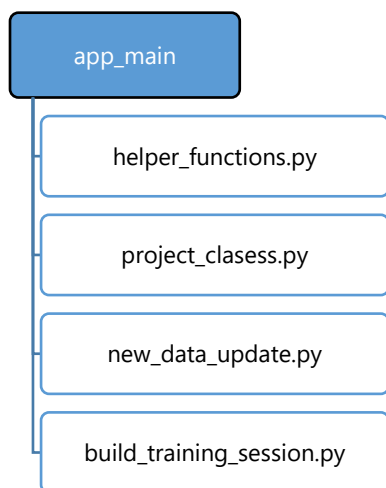 app_main
helper_functions.py
project_clasess.py
new_data_update.py
build_training_session.py